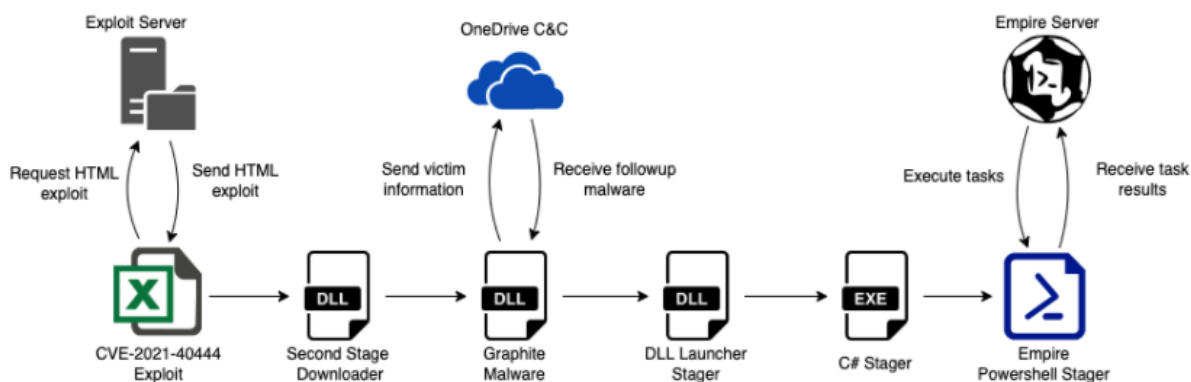 Exploit Server
OneDrive C&C
Empire Server
Request HTML
exploit
Send HTML
exploit
Send victim
information
Receive followup
malware
Execute tasks
Receive task
results
X
DLL
DLL
DLL
EXE
CVE-2021-40444
Exploit
Second Stage
Downloader
Graphite
Malware
DLL Launcher
Stager
C# Stager
Empire
Powershell Stager